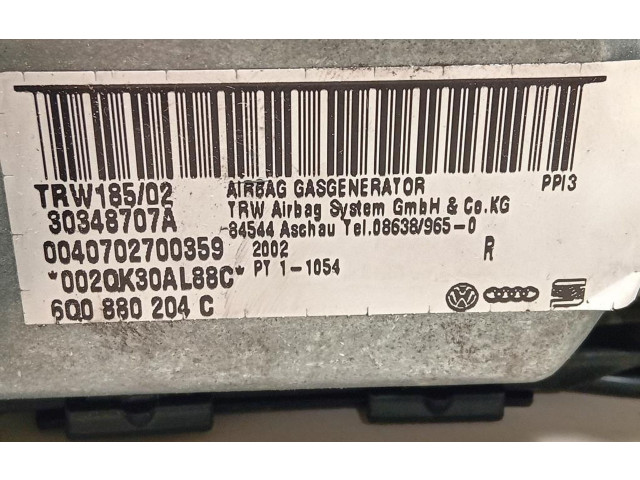 TRW185/02 AIRBAG GASGENERATOR PPI3
30348707A TRW Airbag System GmbH & Co.KG
84544 Aschau Tel.08638/965-0
0040702700359 2002 R
*002QK30AL88C* PT 1-1054
6Q0 880 204 C